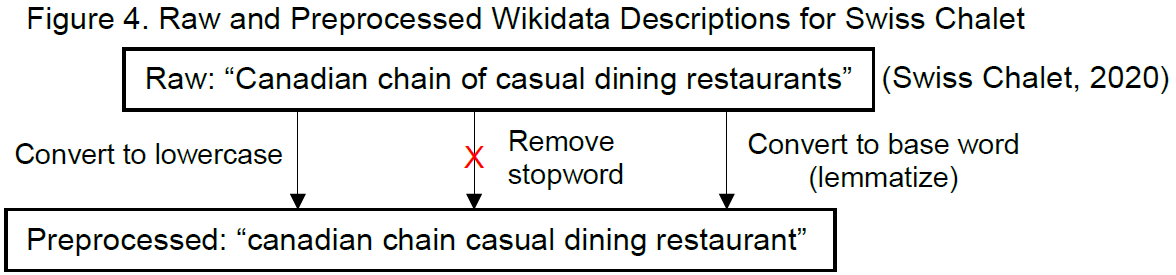 Figure 4. Raw and Preprocessed Wikidata Descriptions for Swiss Chalet
Raw: “Canadian chain of casual dining restaurants” (Swiss Chalet, 2020)
Convert to lowercase
X
Remove
stopword
Convert to base word
(lemmatize)
Preprocessed: “canadian chain casual dining restaurant”